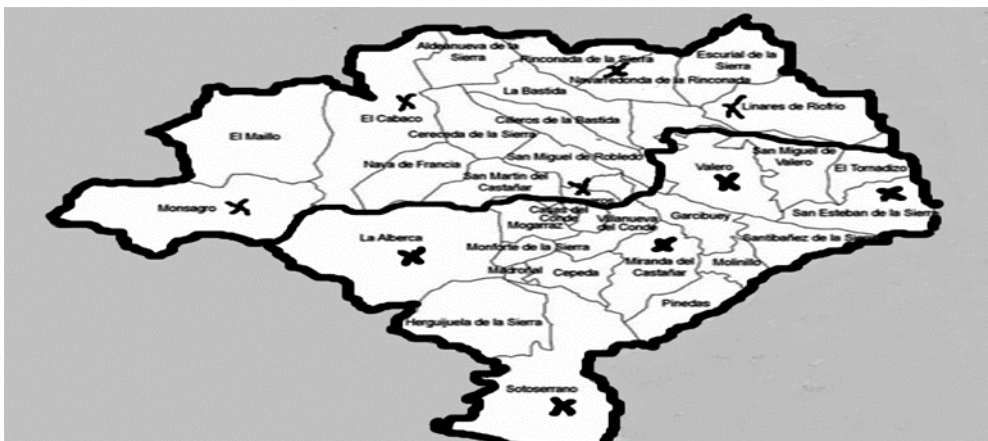 Aldeanueva de la
Sierra
Rinconada de la Sierra
Escurial de la
Sierra
Navarredonda de la Rinconada
La Bastida
Linares de Riofrío
El Cabaco
Cilleros de la Bastida
El Maillo
Cereceda de la Sierra
Nava de Francia
San Miguel de Robledo
San Martin del
Castañar
Valero
San Miguel de
Valero
El Tornadizo
Monsagro
San Esteban de la Sierra
Casas del
Conde
Mogarraz
Villanueva
del Conde
Garcibuey
La Alberca
Monforte de la Sierra
Santibañez de la Sierra
Madroñal
Cepeda
Miranda del
Castañar
Molinillo
Pinedas
Herguijuela de la Sierra
Sotoserrano